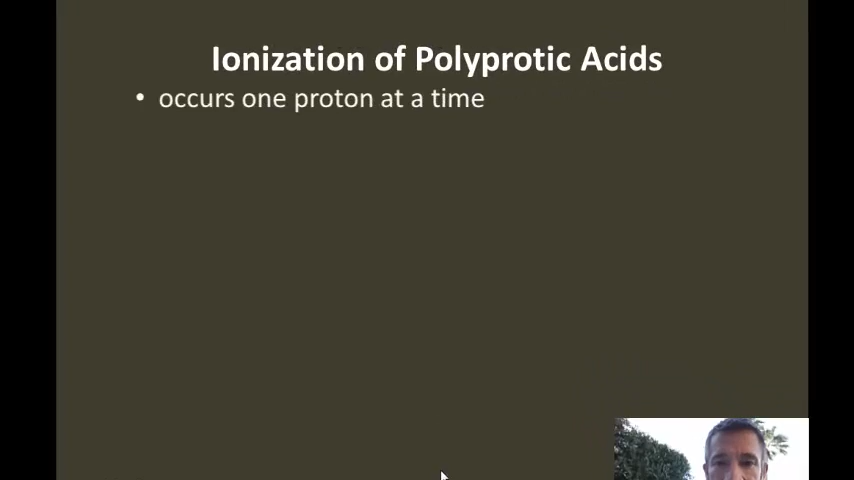 Ionization of Polyprotic Acids
• occurs one proton at a time